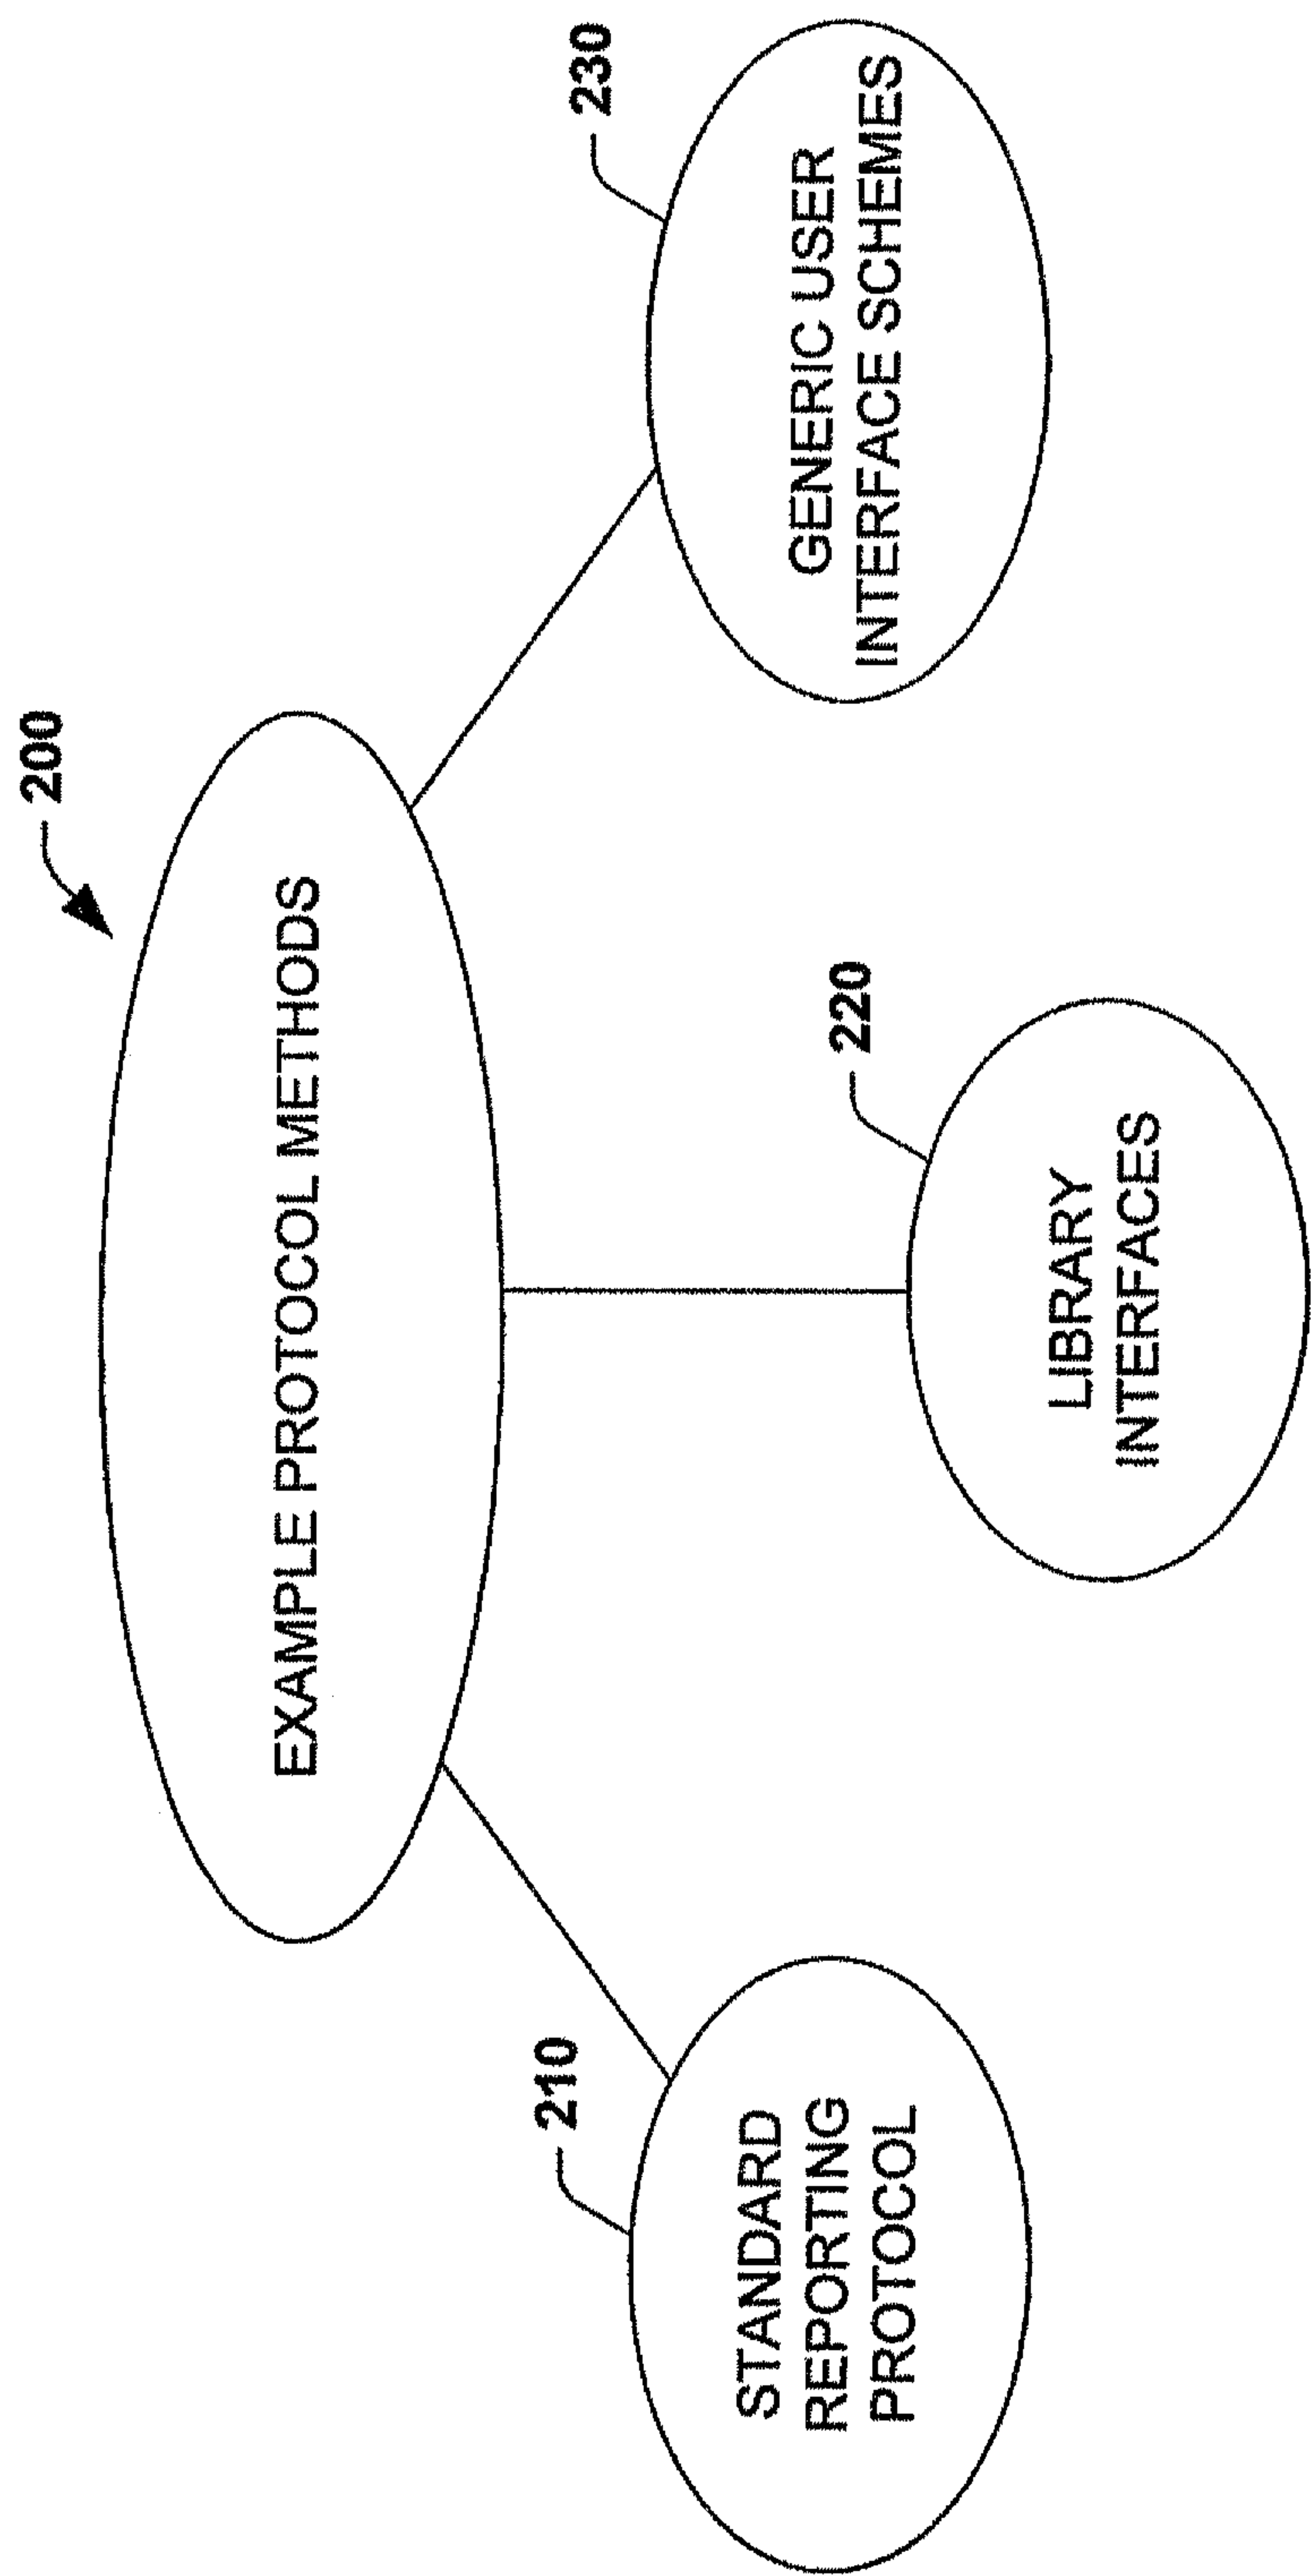 200
EXAMPLE PROTOCOL METHODS
210
STANDARD
REPORTING
PROTOCOL
220
LIBRARY
INTERFACES
230
GENERIC USER
INTERFACE SCHEMES